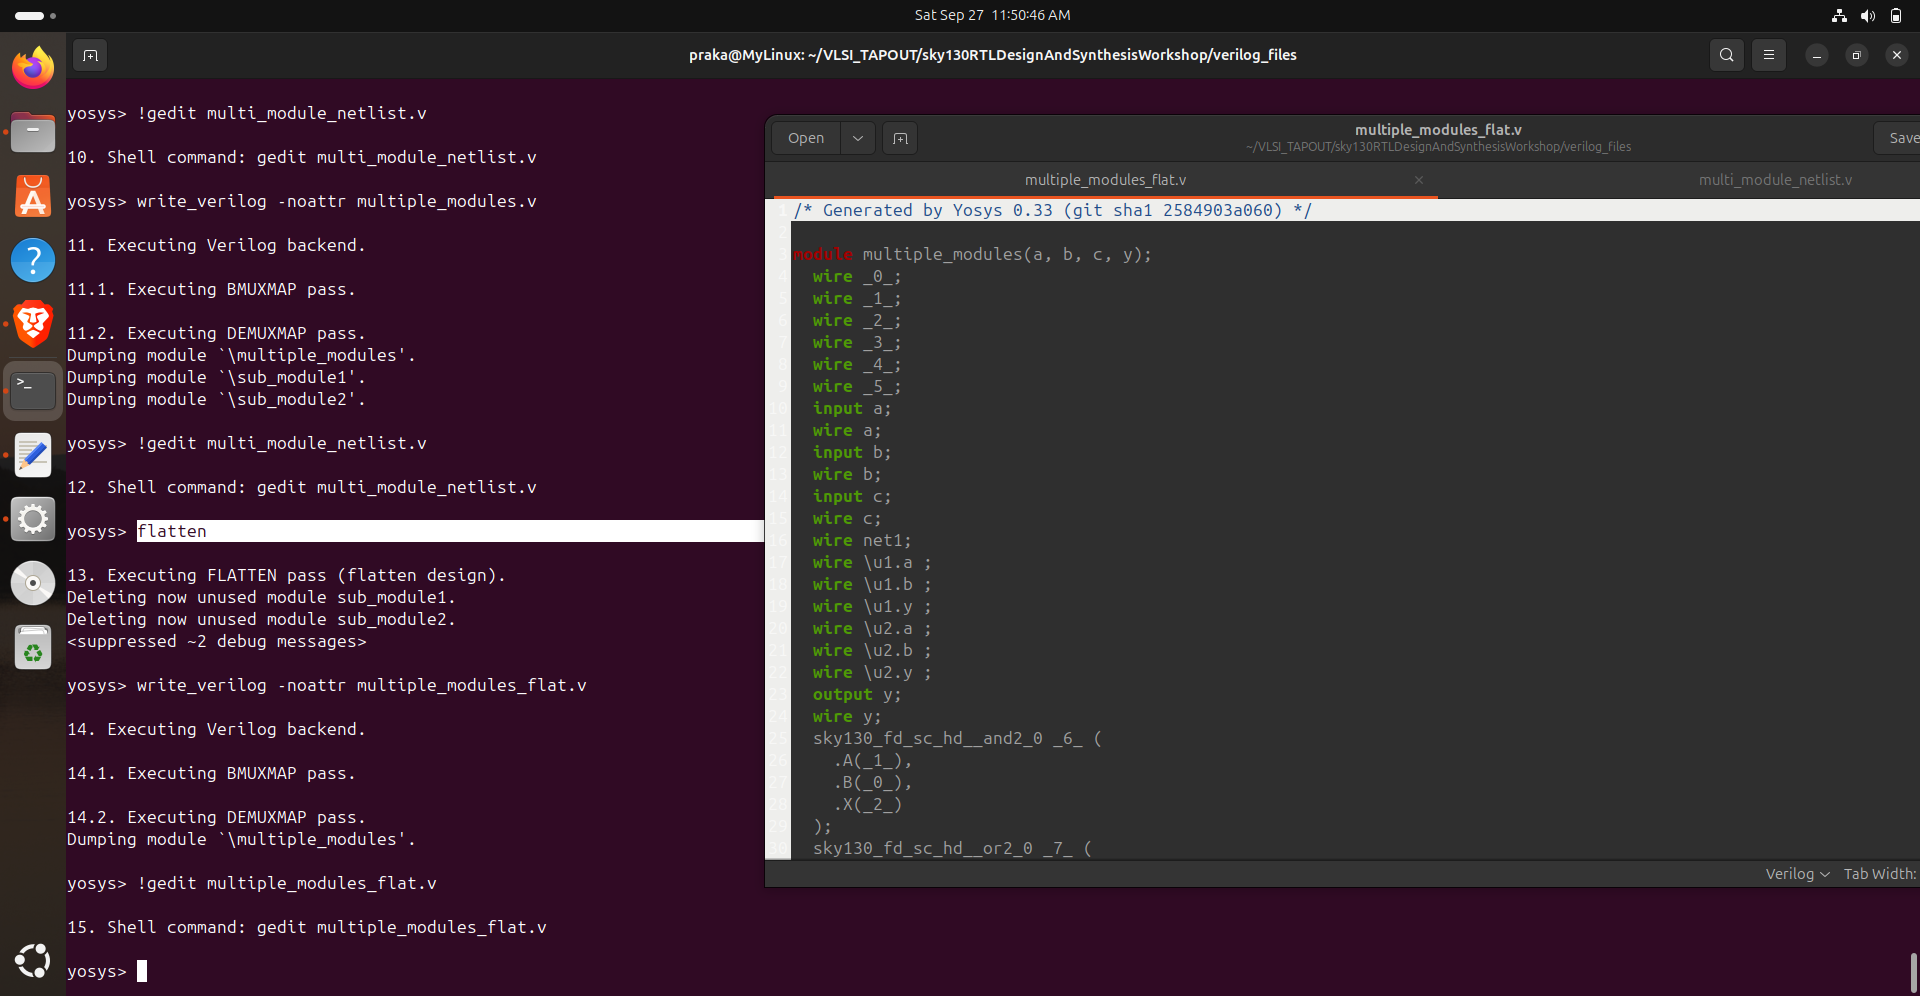 Sat Sep 27 11:50:46 AM
praka@MyLinux: ~/VLSI_TAPOUT/sky130RTLDesignAndSynthesisWorkshop/verilog_files
yosys> !gedit multi_module_netlist.v
10. Shell command: gedit multi_module_netlist.v
yosys> write_verilog -noattr multiple_modules.v
11. Executing Verilog backend.
11.1. Executing BMUXMAP pass.
11.2. Executing DEMUXMAP pass.
Dumping module `\multiple_modules'.
Dumping module `\sub_module1'.
Dumping module `\sub_module2'.
yosys> !gedit multi_module_netlist.v
12. Shell command: gedit multi_module_netlist.v
yosys> flatten
13. Executing FLATTEN pass (flatten design).
Deleting now unused module sub_module1.
Deleting now unused module sub_module2.
<suppressed ~2 debug messages>
yosys> write_verilog -noattr multiple_modules_flat.v
14. Executing Verilog backend.
14.1. Executing BMUXMAP pass.
14.2. Executing DEMUXMAP pass.
Dumping module `\multiple_modules'.
yosys> !gedit multiple_modules_flat.v
15. Shell command: gedit multiple_modules_flat.v
yosys>
Open
multiple_modules_flat.v
~/VLSI_TAPOUT/sky130RTLDesignAndSynthesisWorkshop/verilog_files
Save
multiple_modules_flat.v
multi_module_netlist.v
1 /* Generated by Yosys 0.33 (git sha1 2584903a060) */
2
3 module multiple_modules(a, b, c, y);
4 wire _0_;
5 wire _1_;
6 wire _2_;
7 wire _3_;
8 wire _4_;
9 wire _5_;
10 input a;
11 wire a;
12 input b;
13 wire b;
14 input c;
15 wire c;
16 wire net1;
17 wire \u1.a ;
18 wire \u1.b ;
19 wire \u1.y ;
20 wire \u2.a ;
21 wire \u2.b ;
22 wire \u2.y ;
23 output y;
24 wire y;
25 sky130_fd_sc_hd__and2_0 _6_ (
26 .A(_1_),
27 .B(_0_),
28 .X(_2_)
29 );
30 sky130_fd_sc_hd__or2_0 _7_ (
Verilog
Tab Width: